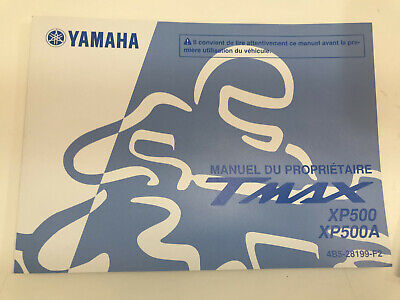 YAMAHA
Il convient de lire attentivement ce manuel avant la pre-
mière utilisation du véhicule.
MANUEL DU PROPRIÉTAIRE
TMAX
XP500
XP500A
4B5-28199-F2